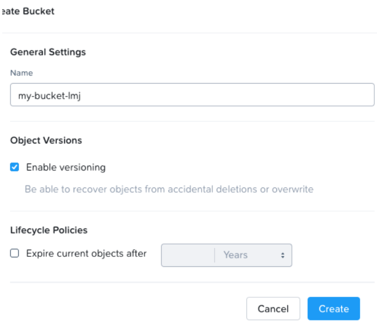 eate Bucket
General Settings
Name
my-bucket-lmj
Object Versions
Enable versioning
Be able to recover objects from accidental deletions or overwrite
Lifecycle Policies
Expire current objects after Years
Cancel Create